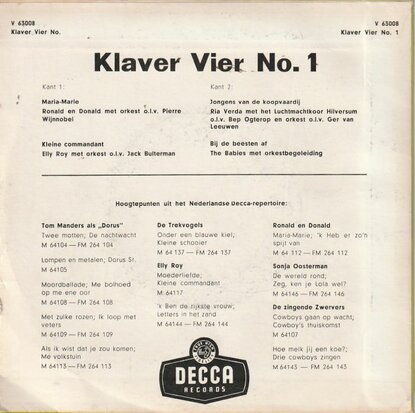 V 63008
Klaver Vier No.
V 63008
Klaver Vier No. 1
Klaver Vier No. 1
Kant 1:
Maria-Marie
Ronald en Donald met orkest o.l.v. Pierre
Wijnnobel
Kleine commandant
Elly Roy met orkest o.l.v. Jack Bulterman
Kant 2:
Jongens van de koopvaardij
Ria Verda met het Luchtmachtkoor Hilversum
o.l.v. Bep Ogterop en orkest o.l.v. Ger van
Leeuwen
Bij de beesten af
The Babies met orkestbegeleiding
Hoogtepunten uit het Nederlandse Decca-repertoire:
Tom Manders als „Dorus”
Twee motten; De nachtwacht
M 64104 — FM 264 104
Lompen en metalen; Dorus Sr.
M 64105
Moordballade; Me bolhoed
op me ene oor
M 64108 — FM 264 108
Met zulke rozen; Ik loop met
veters
M 64109 — FM 264 109
Als ik wist dat je zou komen;
Me volkstuin
M 64113 — FM 264 113
De Trekvogels
Onder een blauwe kiel;
Kleine schooier
M 64 137 — FM 264 137
Elly Roy
Moederliefde;
Kleine commandant
M 64117
'k Ben de rijkste vrouw;
Letters in het zand
M 64144 — FM 264 144
Ronald en Donald
Maria-Marie; 'k Heb er zo'n
spijt van
M 64 112 — FM 264 112
Sonja Oosterman
De wereld rond;
Zeg, ken je Lola wel?
M 64146 — FM 264 146
De zingende Zwervers
Cowboys gaan op wacht;
Cowboy's thuiskomst
M 64107
Hoe melk jij een koe?;
Drie cowboys zingen
M 64143 — FM 264 143
DECCA
RECORDS